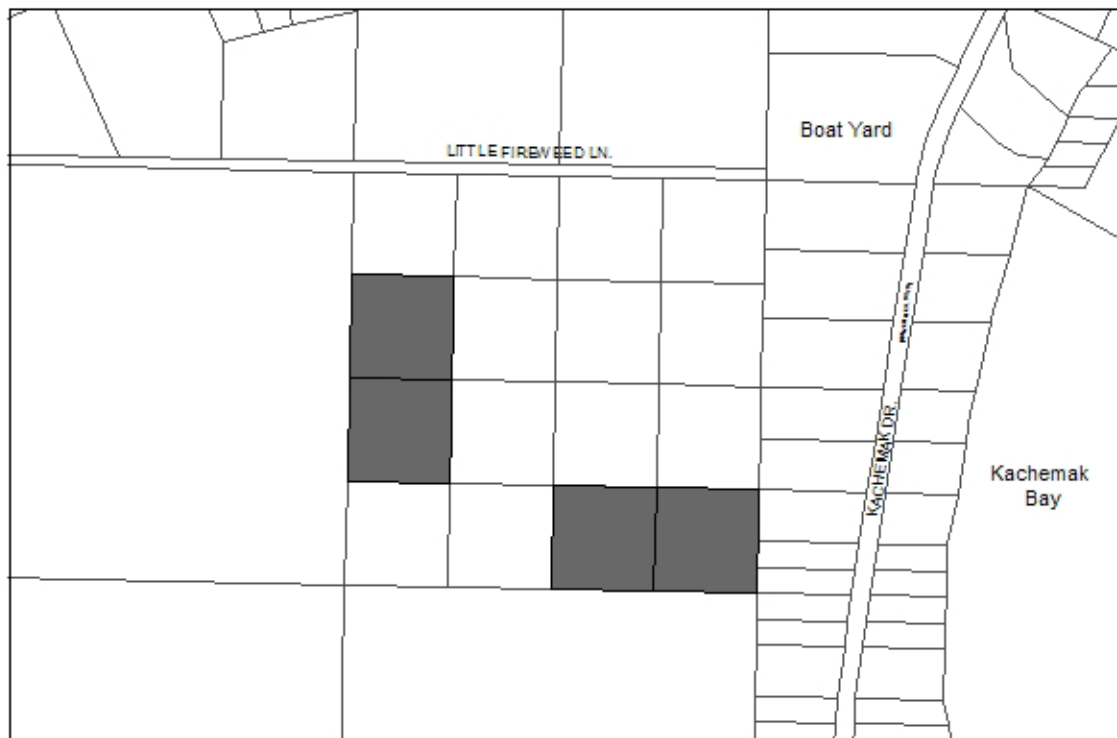 Boat Yard
LITTLE FIREWEED LN.
KACHEMAK DR.
Kachemak
Bay